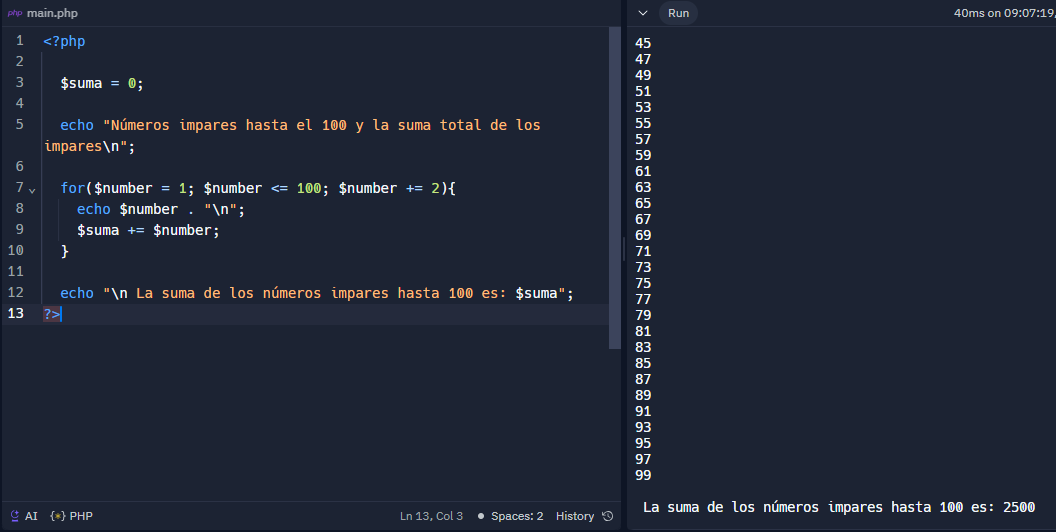 php main.php
1 <?php
2
3 $suma = 0;
4
5 echo "Números impares hasta el 100 y la suma total de los
impares\n";
6
7 for($number = 1; $number <= 100; $number += 2){
8 echo $number . "\n";
9 $suma += $number;
10 }
11
12 echo "\n La suma de los números impares hasta 100 es: $suma";
13 ?>
AI {*} PHP
Ln 13, Col 3 Spaces: 2 History
Run
40ms on 09:07:19,
45
47
49
51
53
55
57
59
61
63
65
67
69
71
73
75
77
79
81
83
85
87
89
91
93
95
97
99
La suma de los números impares hasta 100 es: 2500